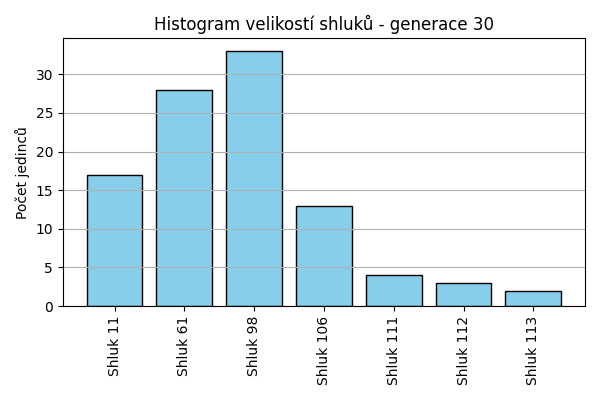 Histogram velikostí shluků - generace 30
Počet jedinců
30
25
20
15
10
5
0
Shluk 11
Shluk 61
Shluk 98
Shluk 106
Shluk 111
Shluk 112
Shluk 113